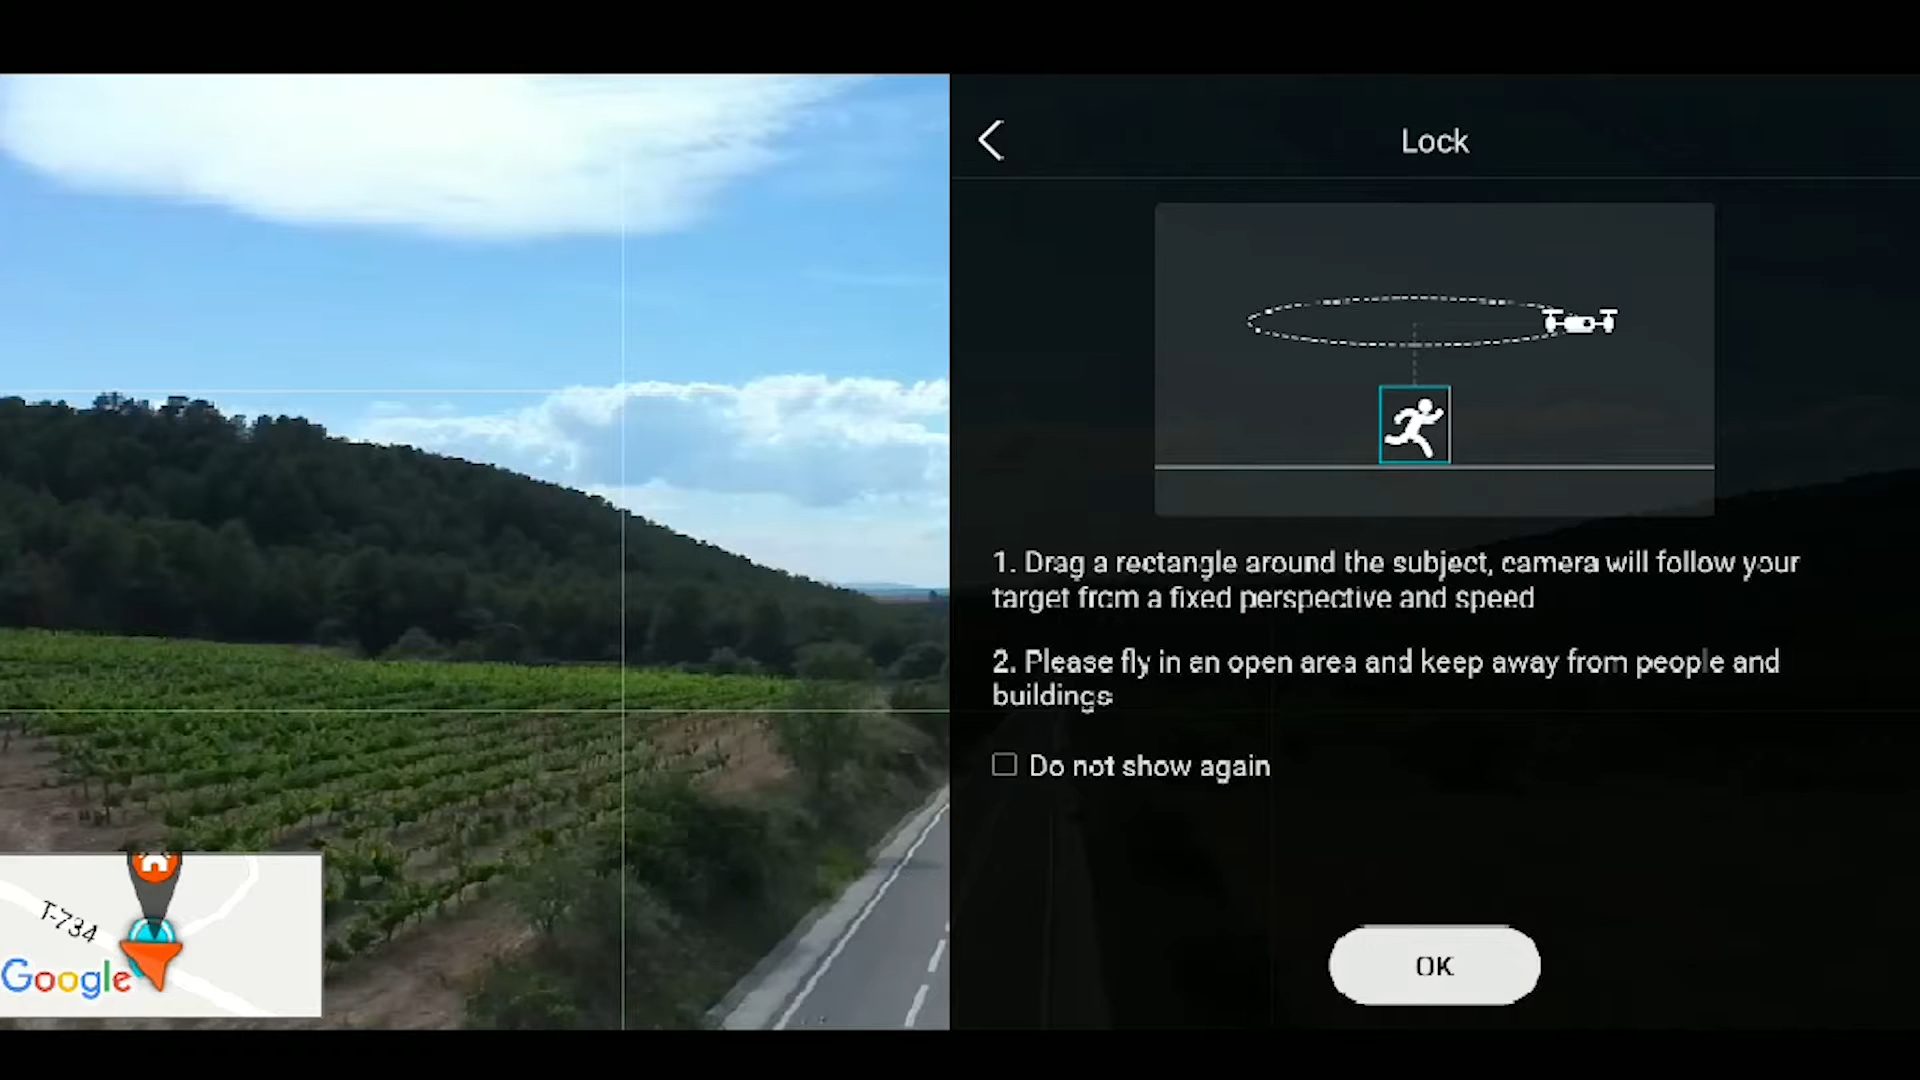 Lock
1. Drag a rectangle around the subject, camera will follow your
target from a fixed perspective and speed
2. Please fly in an open area and keep away from people and
buildings
Do not show again
OK
T-734
Google